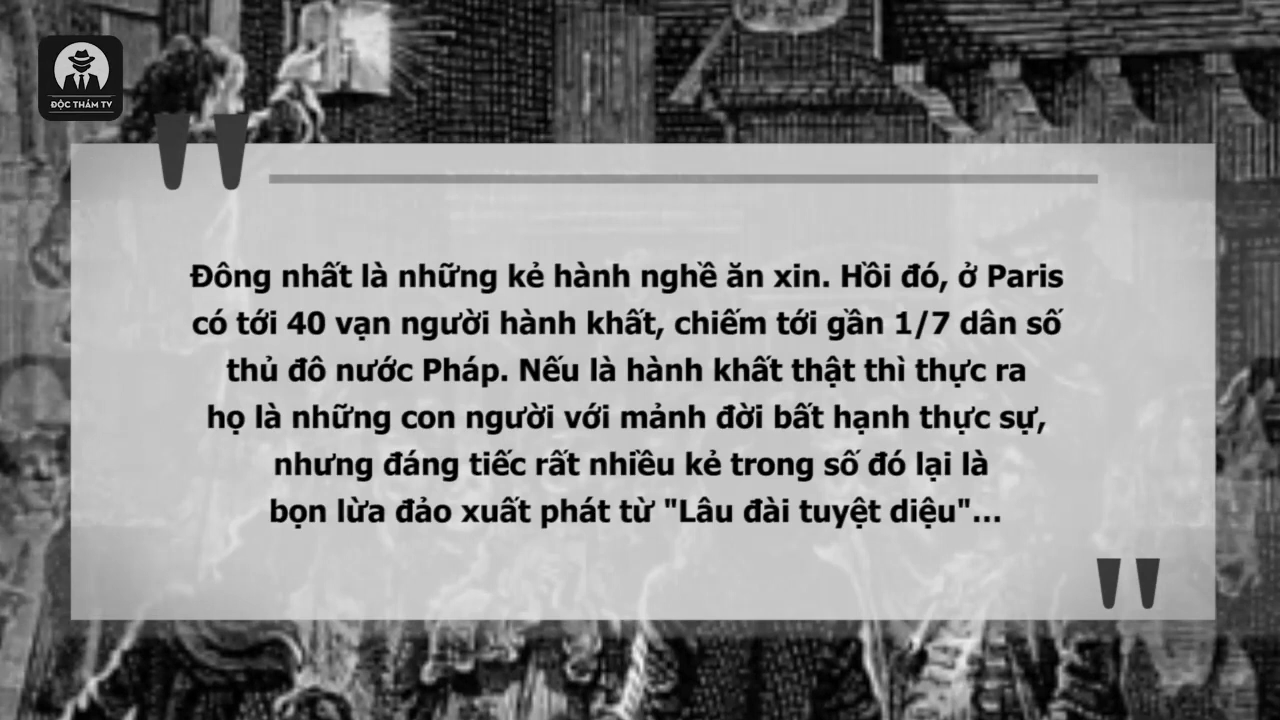 ĐỘC THÁM TV
"
Đông nhất là những kẻ hành nghề ăn xin. Hồi đó, ở Paris
có tới 40 vạn người hành khất, chiếm tới gần 1/7 dân số
thủ đô nước Pháp. Nếu là hành khất thật thì thực ra
họ là những con người với mảnh đời bất hạnh thực sự,
nhưng đáng tiếc rất nhiều kẻ trong số đó lại là
bọn lừa đảo xuất phát từ "Lâu đài tuyệt diệu"...
"